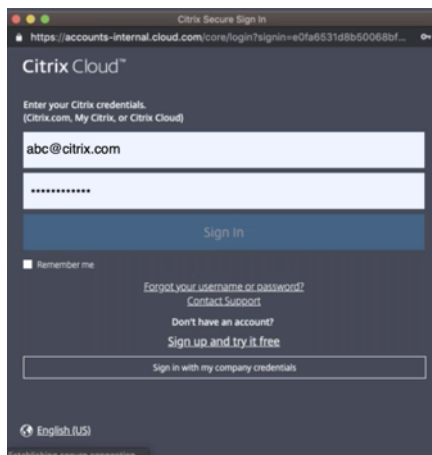 Citrix Secure Sign In
https://accounts-internal.cloud.com/core/login?signin=e0fa6531d8b50068bf...
Citrix Cloud™
Enter your Citrix credentials.
(Citrix.com, My Citrix, or Citrix Cloud)
abc@citrix.com
••••••••••••
Sign In
Remember me
Forgot your username or password?
Contact Support
Don't have an account?
Sign up and try it free
Sign in with my company credentials
English (US)
Establishing secure connection...